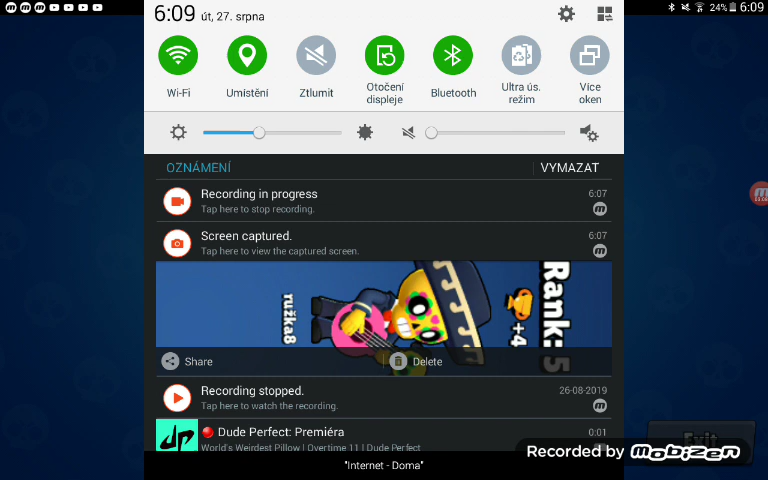 6:09 út, 27. srpna
24% 6:09
Wi-Fi
Umístění
Ztlumit
Otočení
displeje
Bluetooth
Ultra ús.
režim
Více
oken
OZNÁMENÍ
VYMAZAT
Recording in progress
6:07
Tap here to stop recording.
Screen captured.
6:07
Tap here to view the captured screen.
ružka8
+4
Rank: 5
Share
Delete
Recording stopped.
26-08-2019
Tap here to watch the recording.
Dude Perfect: Premiéra
0:01
World's Weirdest Pillow | Overtime 11 | Dude Perfect
Exit
Recorded by Mobizen
"Internet - Doma"